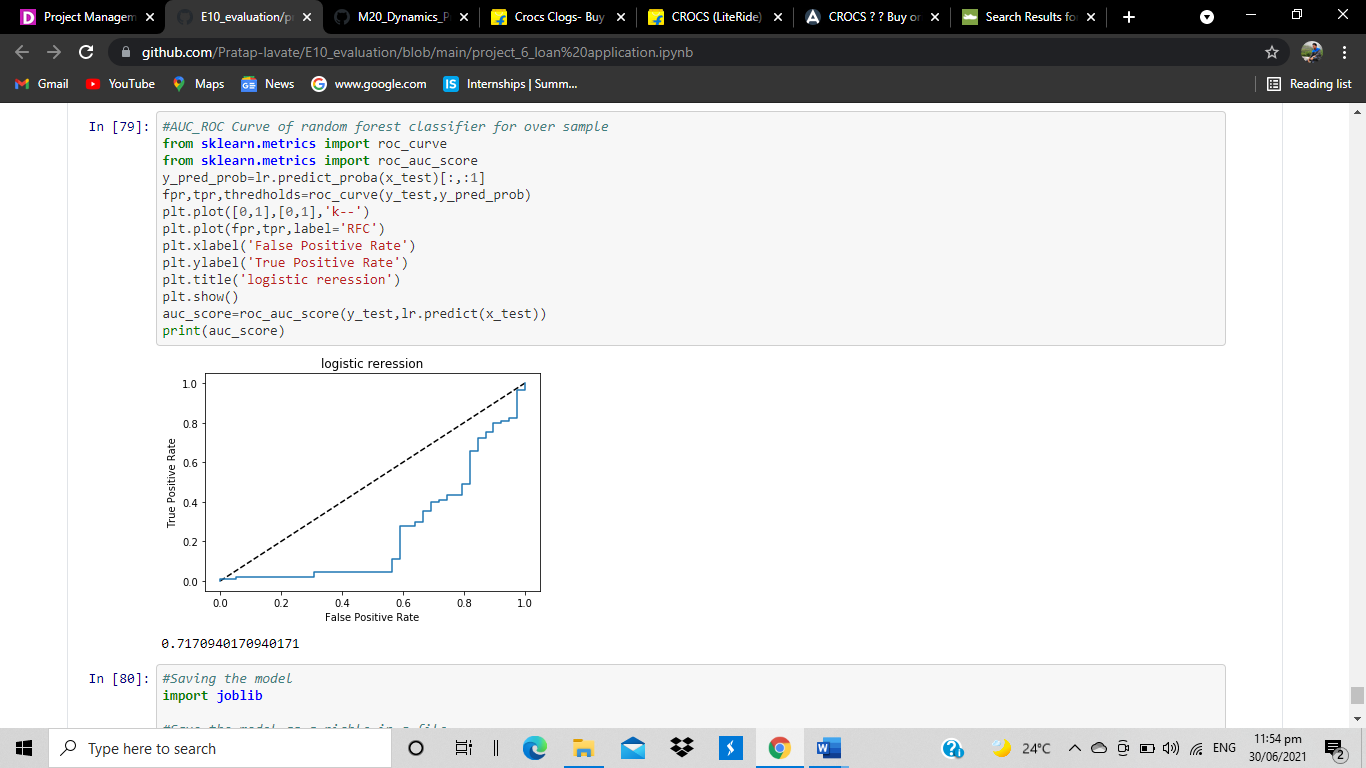 Project Managem
E10_evaluation/p
M20_Dynamics_P
Crocs Clogs- Buy
CROCS (LiteRide)
CROCS ? ? Buy or
Search Results fo
github.com/Pratap-lavate/E10_evaluation/blob/main/project_6_loan%20application.ipynb
Gmail
YouTube
Maps
News
www.google.com
Internships | Summ...
Reading list
In [79]:
#AUC_ROC Curve of random forest classifier for over sample
from sklearn.metrics import roc_curve
from sklearn.metrics import roc_auc_score
y_pred_prob=lr.predict_proba(x_test)[:,:1]
fpr,tpr,thredholds=roc_curve(y_test,y_pred_prob)
plt.plot([0,1],[0,1],'k--')
plt.plot(fpr,tpr,label='RFC')
plt.xlabel('False Positive Rate')
plt.ylabel('True Positive Rate')
plt.title('logistic reression')
plt.show()
auc_score=roc_auc_score(y_test,lr.predict(x_test))
print(auc_score)
logistic reression
1.0
0.8
0.6
0.4
0.2
0.0
True Positive Rate
0.0 0.2 0.4 0.6 0.8 1.0
False Positive Rate
0.7170940170940171
In [80]:
#Saving the model
import joblib
Type here to search
24°C
ENG
11:54 pm
30/06/2021
2